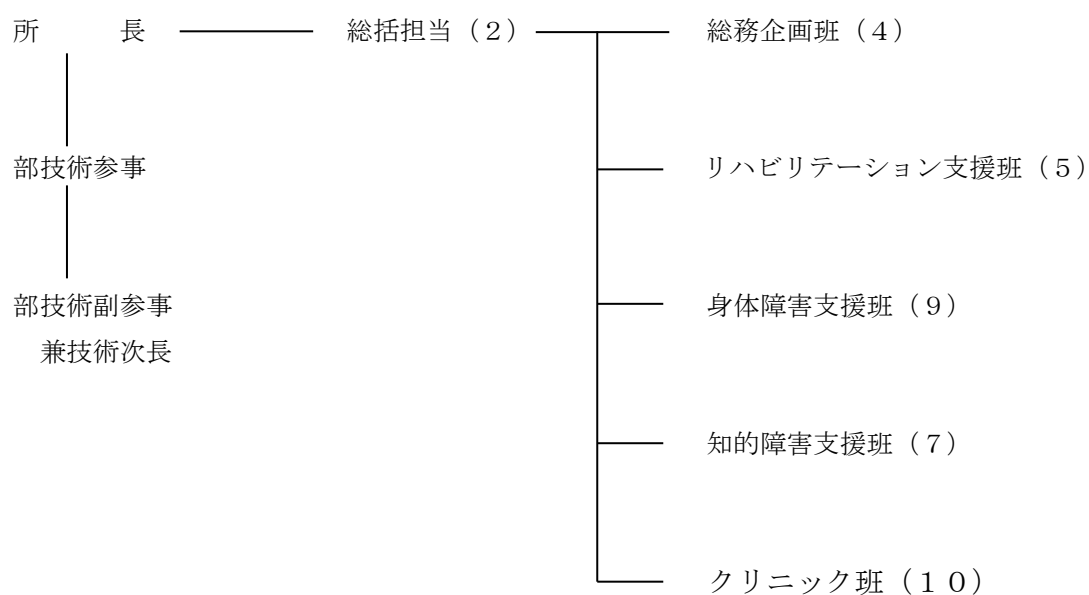 所　　　長　総括担当（２）　総務企画班（４）
部技術参事　リハビリテーション支援班（５）
部技術副参事　身体障害支援班（９）
兼技術次長
知的障害支援班（７）
クリニック班（１０）